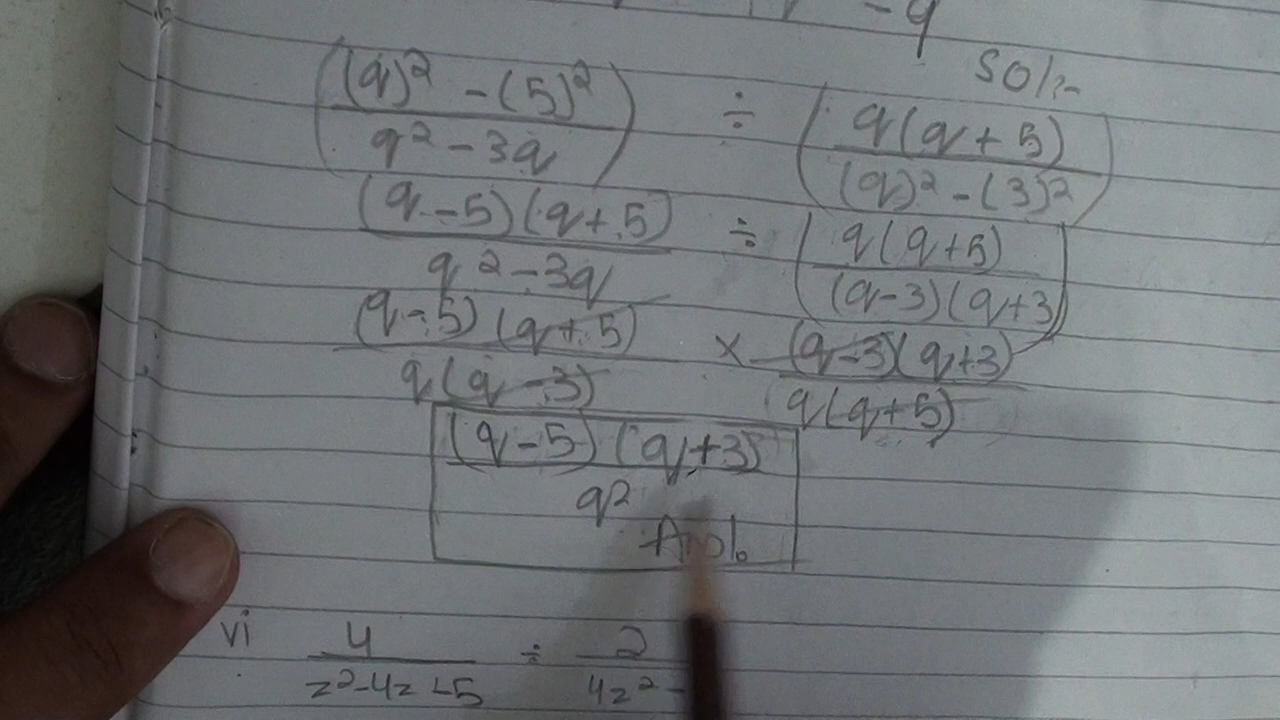 - 9
Sol:-
((q)² - (5)² / q² - 3q) ÷ (q(q + 5) / (q)² - (3)²)
(q - 5)(q + 5) / q² - 3q ÷ (q(q + 5) / (q - 3)(q + 3))
(q - 5)(q + 5) / q(q - 3) × (q - 3)(q + 3) / q(q + 5)
(q - 5)(q + 3) / q²
vi 4 / z² - 4z - 5 ÷ 2 / 4z² -